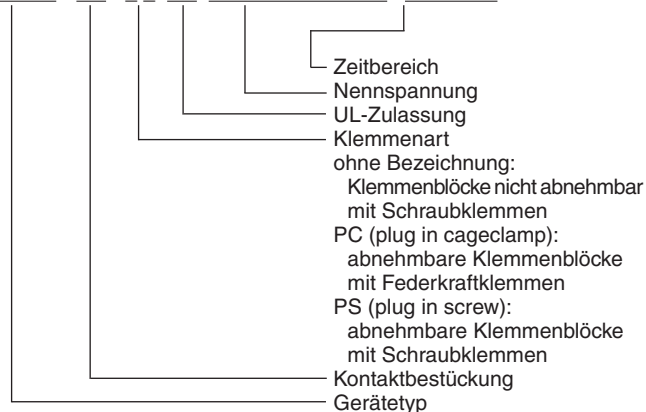 Zeitbereich
Nennspannung
UL-Zulassung
Klemmenart
ohne Bezeichnung:
Klemmenblöcke nicht abnehmbar
mit Schraubklemmen
PC (plug in cageclamp):
abnehmbare Klemmenblöcke
mit Federkraftklemmen
PS (plug in screw):
abnehmbare Klemmenblöcke
mit Schraubklemmen
Kontaktbestückung
Gerätetyp